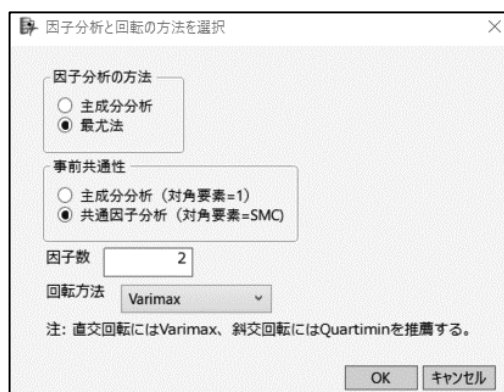 因子分析と回転の方法を選択
因子分析の方法
主成分分析
最尤法
事前共通性
主成分分析(対角要素=1)
共通因子分析(対角要素=SMC)
因子数 2
回転方法 Varimax
注: 直交回転にはVarimax、斜交回転にはQuartiminを推薦する。
OK キャンセル